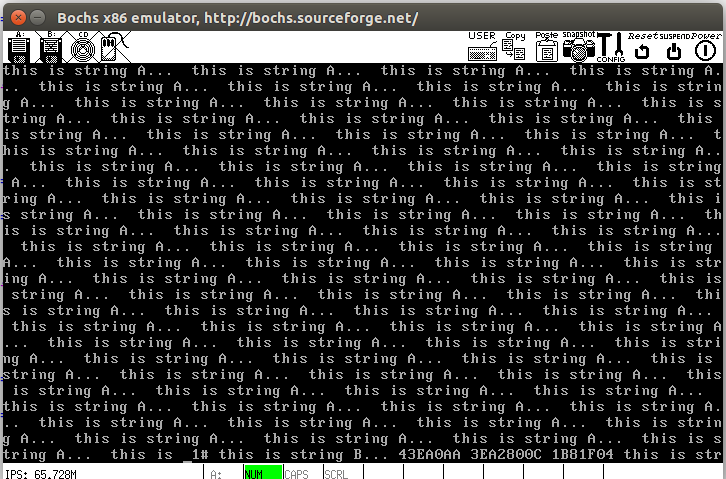 Bochs x86 emulator, http://bochs.sourceforge.net/
A: B: CD USER Copy Paste snapshot CONFIG Reset SUSPEND Power
this is string A...  this is string A...  this is string A...  this is string A.
..  this is string A...  this is string A...  this is string A...  this is strin
g A...  this is string A...  this is string A...  this is string A...  this is s
tring A...  this is string A...  this is string A...  this is string A...  this
is string A...  this is string A...  this is string A...  this is string A...  t
his is string A...  this is string A...  this is string A...  this is string A..
.  this is string A...  this is string A...  this is string A...  this is string
 A...  this is string A...  this is string A...  this is string A...  this is st
ring A...  this is string A...  this is string A...  this is string A...  this i
s string A...  this is string A...  this is string A...  this is string A...  th
is is string A...  this is string A...  this is string A...  this is string A...
  this is string A...  this is string A...  this is string A...  this is string
A...  this is string A...  this is string A...  this is string A...  this is str
ing A...  this is string A...  this is string A...  this is string A...  this is
 string A...  this is string A...  this is string A...  this is string A...  thi
s is string A...  this is string A...  this is string A...  this is string A...
 this is string A...  this is string A...  this is string A...  this is string A
...  this is string A...  this is string A...  this is string A...  this is stri
ng A...  this is string A...  this is string A...  this is string A...  this is
string A...  this is string A...  this is string A...  this is string A...  this
 is string A...  this is string A...  this is string A...  this is string A...
this is string A...  this is string A...  this is string A...  this is string A.
..  this is string A...  this is string A...  this is string A...  this is strin
g A...  this is string A...  this is string A...  this is string A...  this is s
tring A...  this is _1# this is string B... 43EA0AA 3EA2800C 1B81F04 this is str
IPS: 65.728M A: NUM CAPS SCRL